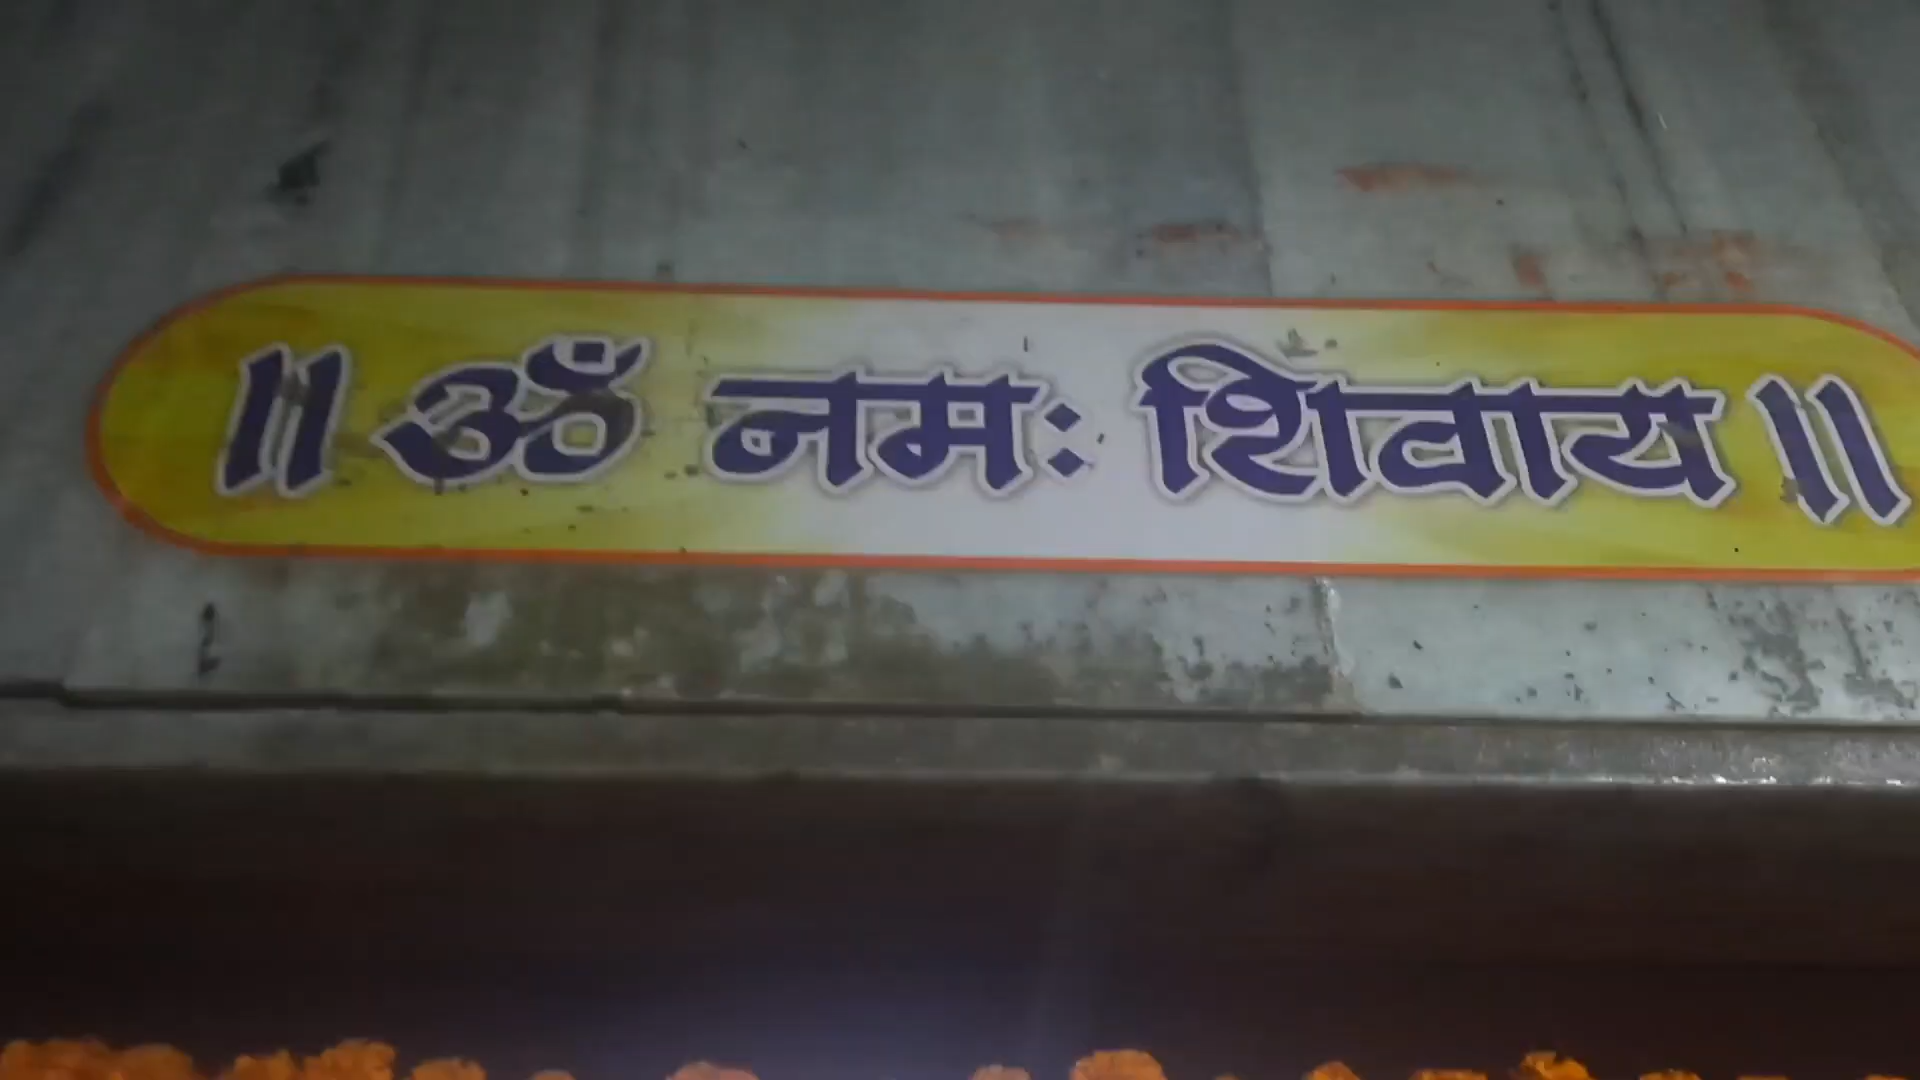 ॥ ॐ नमः शिवाय ॥